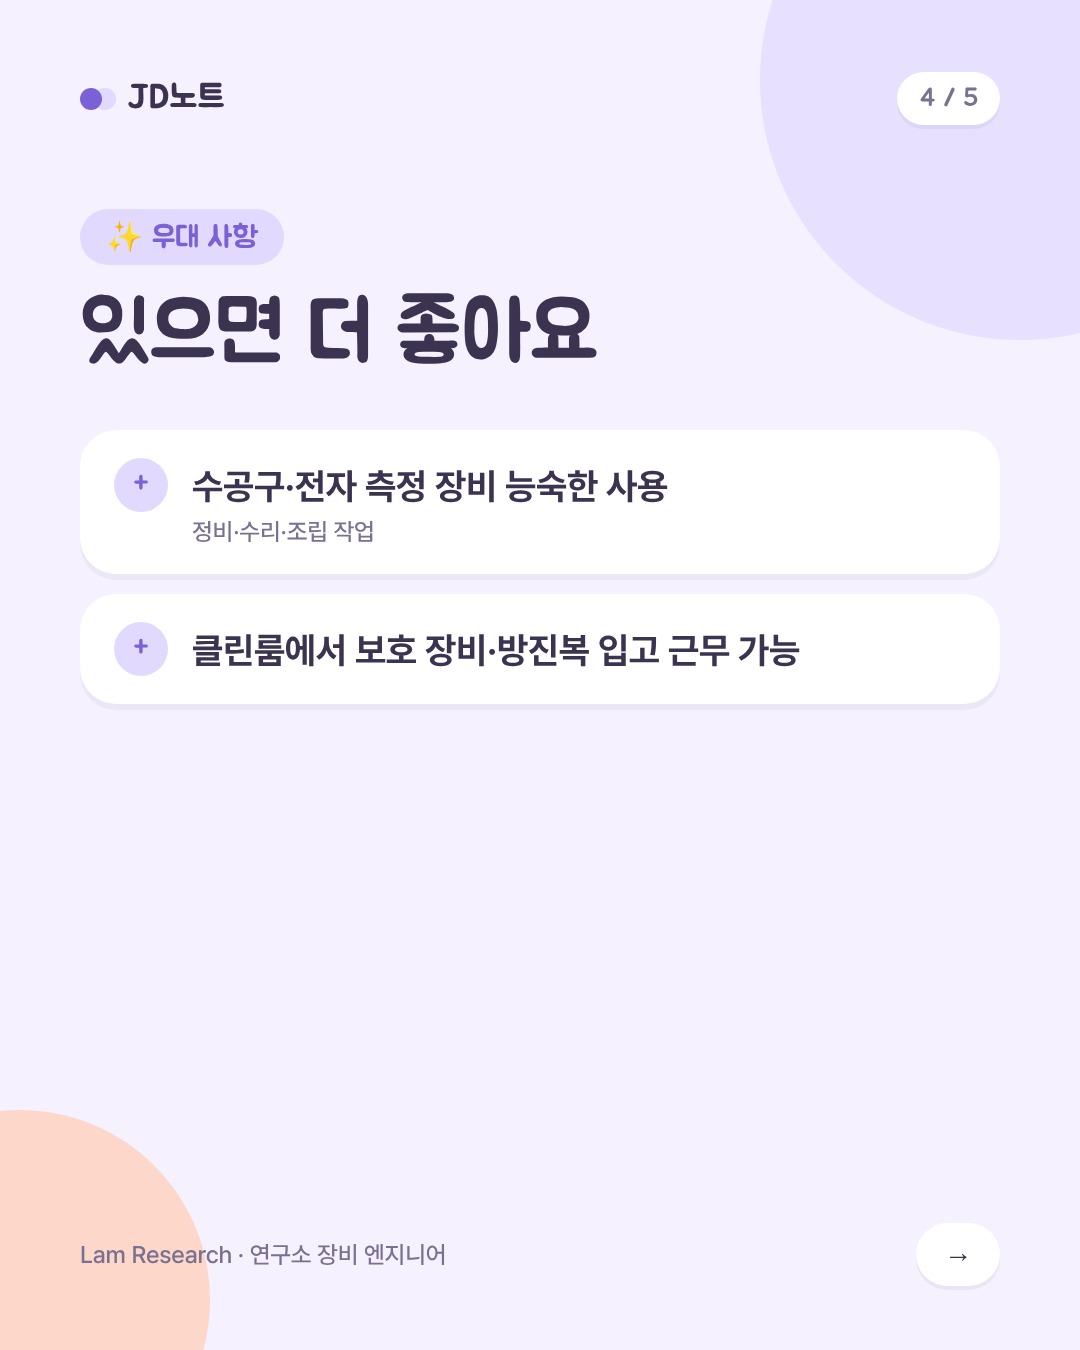 JD노트
4 / 5
✨ 우대 사항
있으면 더 좋아요
+ 수공구·전자 측정 장비 능숙한 사용
정비·수리·조립 작업
+ 클린룸에서 보호 장비·방진복 입고 근무 가능
Lam Research · 연구소 장비 엔지니어
→